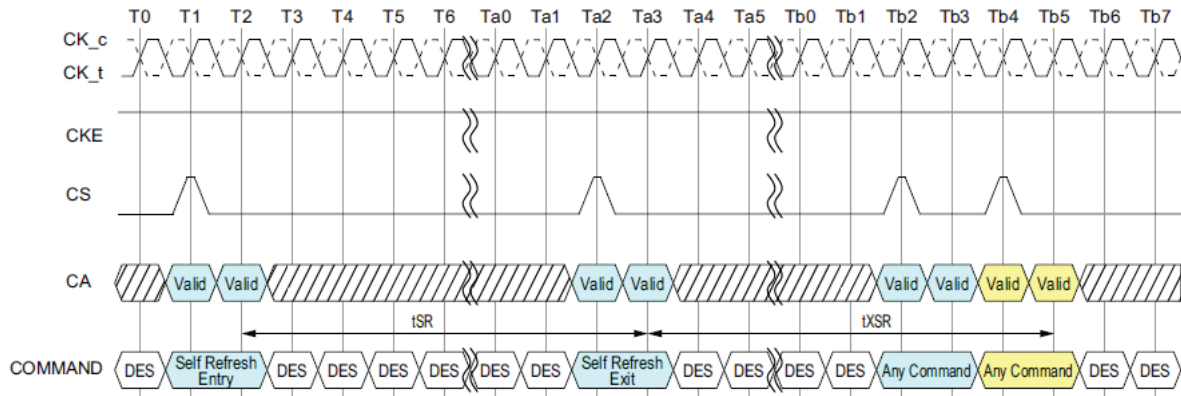 T0 T1 T2 T3 T4 T5 T6 Ta0 Ta1 Ta2 Ta3 Ta4 Ta5 Tb0 Tb1 Tb2 Tb3 Tb4 Tb5 Tb6 Tb7
CK_c
CK_t
CKE
CS
CA Valid Valid Valid Valid Valid Valid Valid Valid
tSR tXSR
COMMAND DES Self Refresh Entry DES DES DES DES DES DES Self Refresh Exit DES DES DES DES Any Command Any Command DES DES